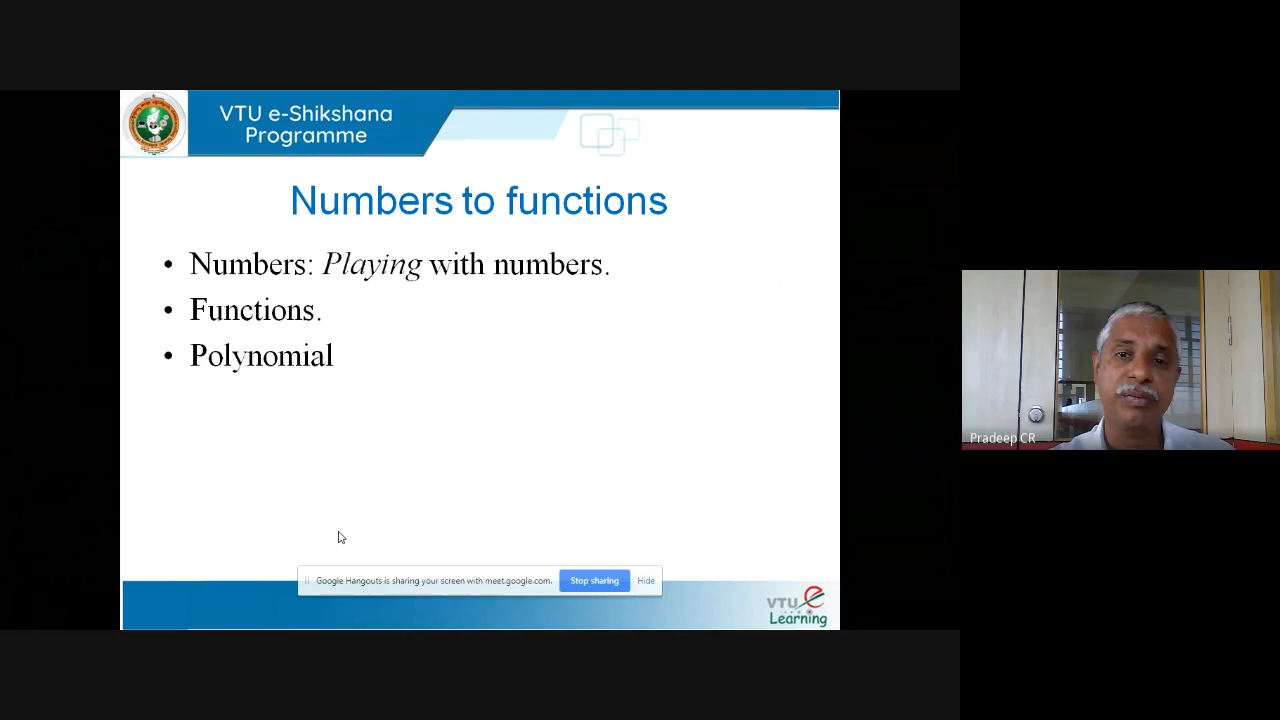 VTU e-Shikshana
Programme
Numbers to functions
• Numbers: Playing with numbers.
• Functions.
• Polynomial
Pradeep CR
Google Hangouts is sharing your screen with meet.google.com.
Stop sharing
Hide
VTU e
Learning